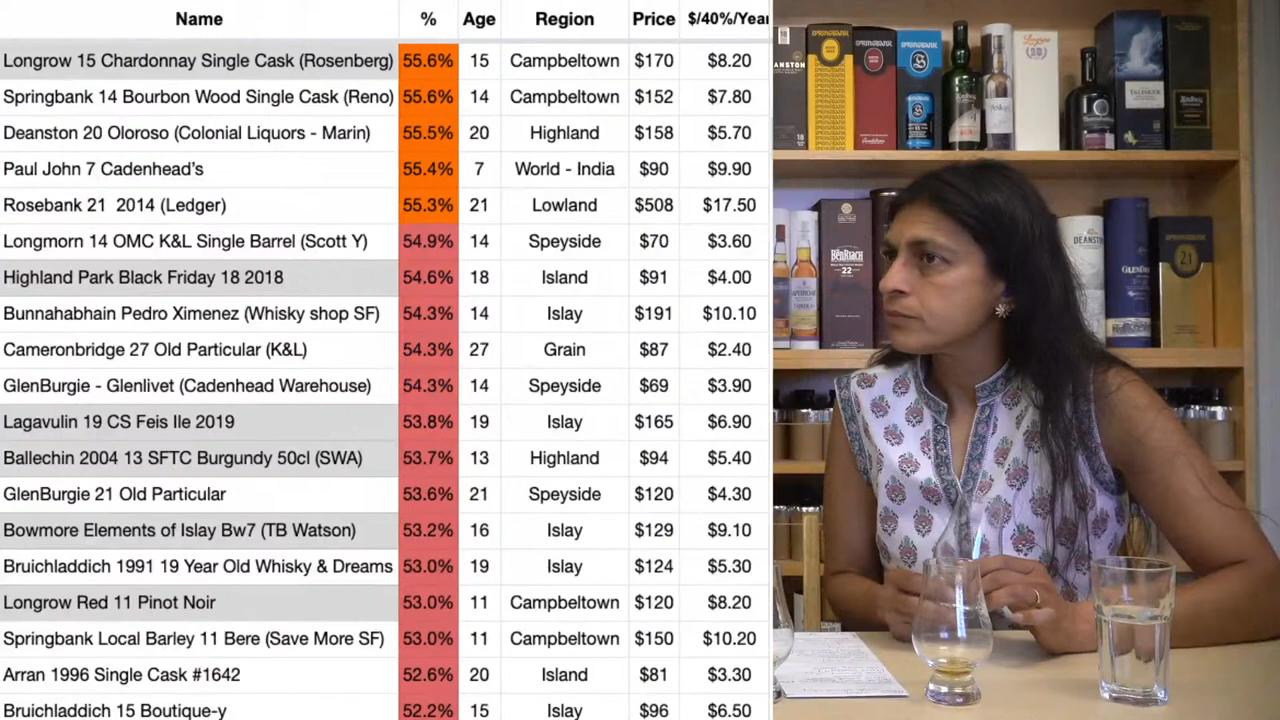 Name % Age Region Price $/40%/Year
Longrow 15 Chardonnay Single Cask (Rosenberg) 55.6% 15 Campbeltown $170 $8.20
Springbank 14 Bourbon Wood Single Cask (Reno) 55.6% 14 Campbeltown $152 $7.80
Deanston 20 Oloroso (Colonial Liquors - Marin) 55.5% 20 Highland $158 $5.70
Paul John 7 Cadenhead’s 55.4% 7 World - India $90 $9.90
Rosebank 21 2014 (Ledger) 55.3% 21 Lowland $508 $17.50
Longmorn 14 OMC K&L Single Barrel (Scott Y) 54.9% 14 Speyside $70 $3.60
Highland Park Black Friday 18 2018 54.6% 18 Island $91 $4.00
Bunnahabhain Pedro Ximenez (Whisky shop SF) 54.3% 14 Islay $191 $10.10
Cameronbridge 27 Old Particular (K&L) 54.3% 27 Grain $87 $2.40
GlenBurgie - Glenlivet (Cadenhead Warehouse) 54.3% 14 Speyside $69 $3.90
Lagavulin 19 CS Feis Ile 2019 53.8% 19 Islay $165 $6.90
Ballechin 2004 13 SFTC Burgundy 50cl (SWA) 53.7% 13 Highland $94 $5.40
GlenBurgie 21 Old Particular 53.6% 21 Speyside $120 $4.30
Bowmore Elements of Islay Bw7 (TB Watson) 53.2% 16 Islay $129 $9.10
Bruichladdich 1991 19 Year Old Whisky & Dreams 53.0% 19 Islay $124 $5.30
Longrow Red 11 Pinot Noir 53.0% 11 Campbeltown $120 $8.20
Springbank Local Barley 11 Bere (Save More SF) 53.0% 11 Campbeltown $150 $10.20
Arran 1996 Single Cask #1642 52.6% 20 Island $81 $3.30
Bruichladdich 15 Boutique-y 52.2% 15 Islay $96 $6.50
SPRINGBANK
SPRINGBANK
SPRINGBANK
TALISKER
18
BENRIACH
22
DEANSTON
21